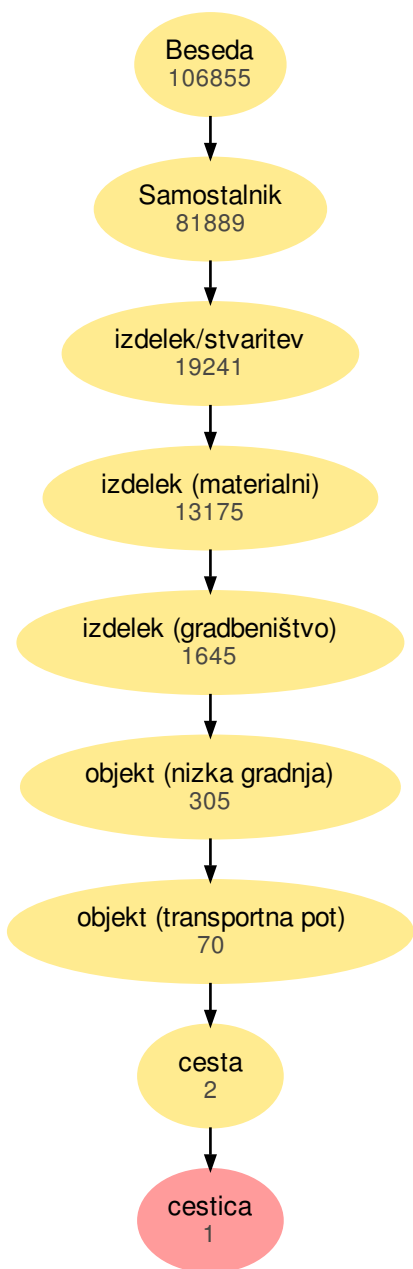 Beseda
106855
Samostalnik
81889
izdelek/stvaritev
19241
izdelek (materialni)
13175
izdelek (gradbeništvo)
1645
objekt (nizka gradnja)
305
objekt (transportna pot)
70
cesta
2
cestica
1